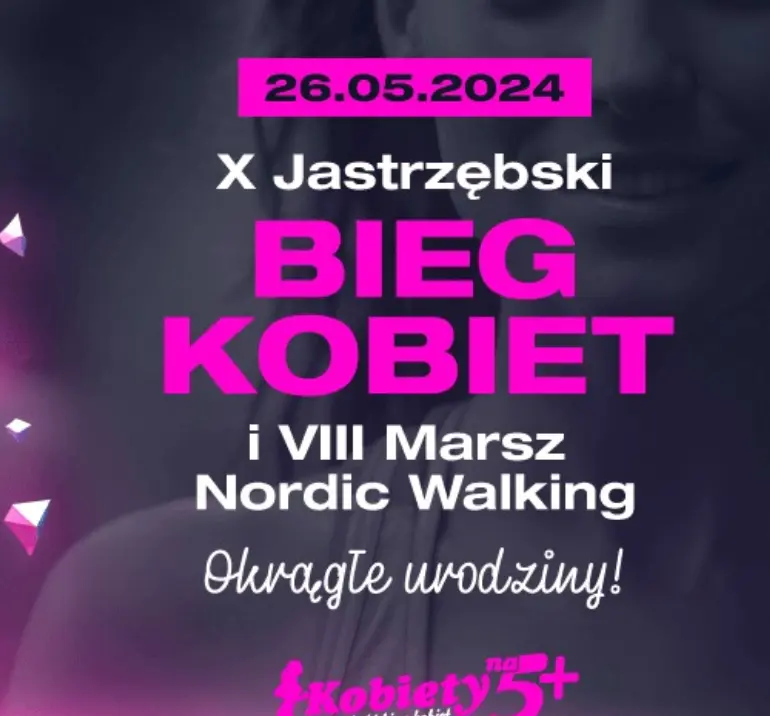 26.05.2024
X Jastrzębski
BIEG
KOBIET
i VIII Marsz
Nordic Walking
Okrągłe urodziny!
Kobiety na 5+